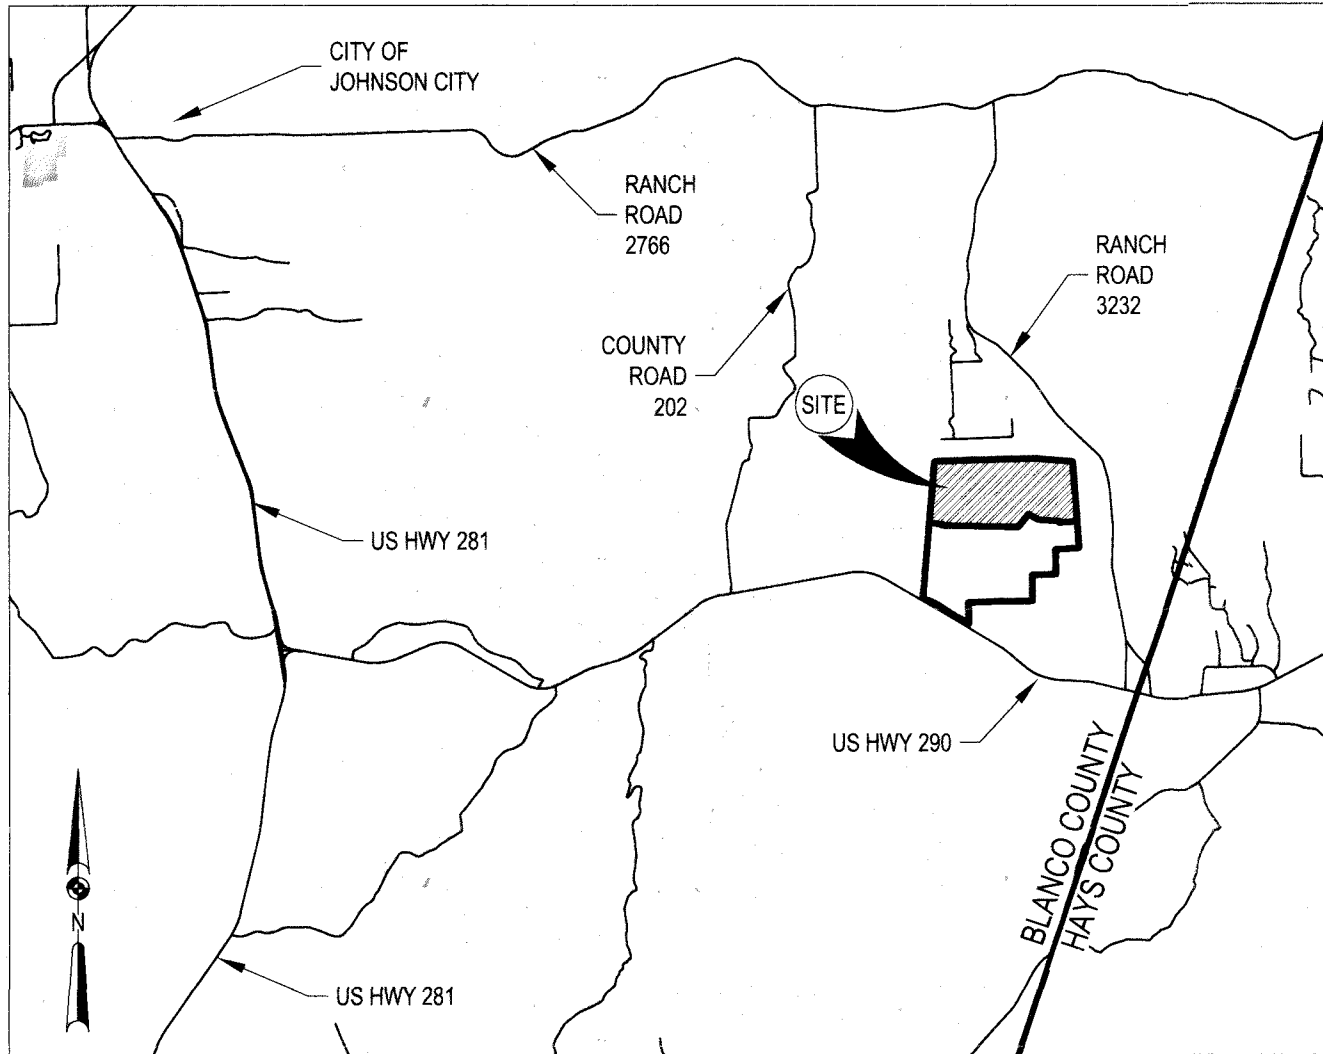 CITY OF
JOHNSON CITY
RANCH
ROAD
2766
RANCH
ROAD
3232
COUNTY
ROAD
202
SITE
US HWY 281
US HWY 290
BLANCO COUNTY
HAYS COUNTY
N
US HWY 281